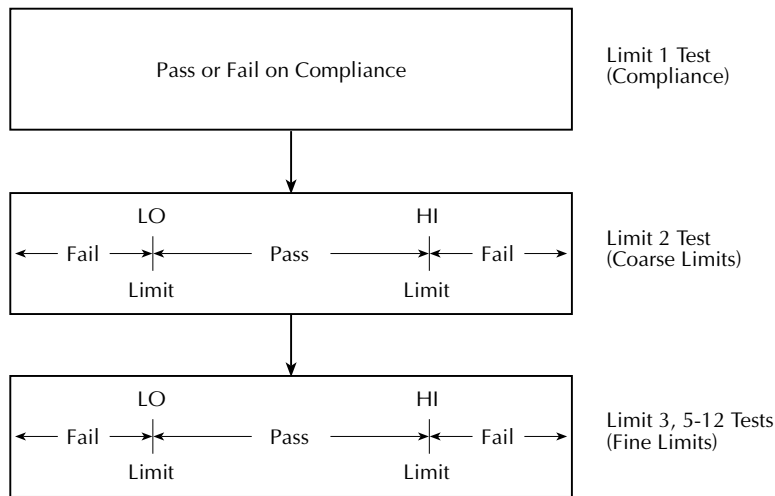 Pass or Fail on Compliance
Limit 1 Test
(Compliance)
LO HI
Fail Pass Fail
Limit Limit
Limit 2 Test
(Coarse Limits)
LO HI
Fail Pass Fail
Limit Limit
Limit 3, 5-12 Tests
(Fine Limits)